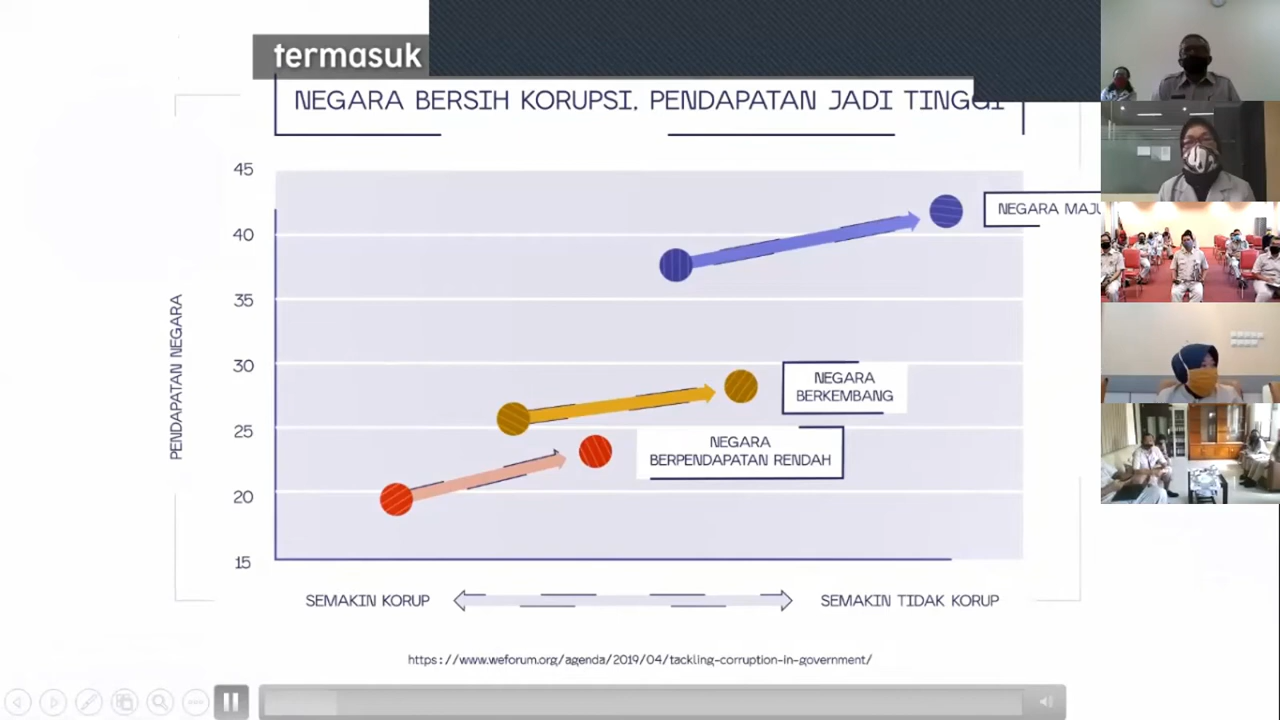 termasuk
NEGARA BERSIH KORUPSI, PENDAPATAN JADI TINGGI
45
40
35
30
25
20
15
PENDAPATAN NEGARA
NEGARA MAJU
NEGARA
BERKEMBANG
NEGARA
BERPENDAPATAN RENDAH
SEMAKIN KORUP
SEMAKIN TIDAK KORUP
https://www.weforum.org/agenda/2019/04/tackling-corruption-in-government/